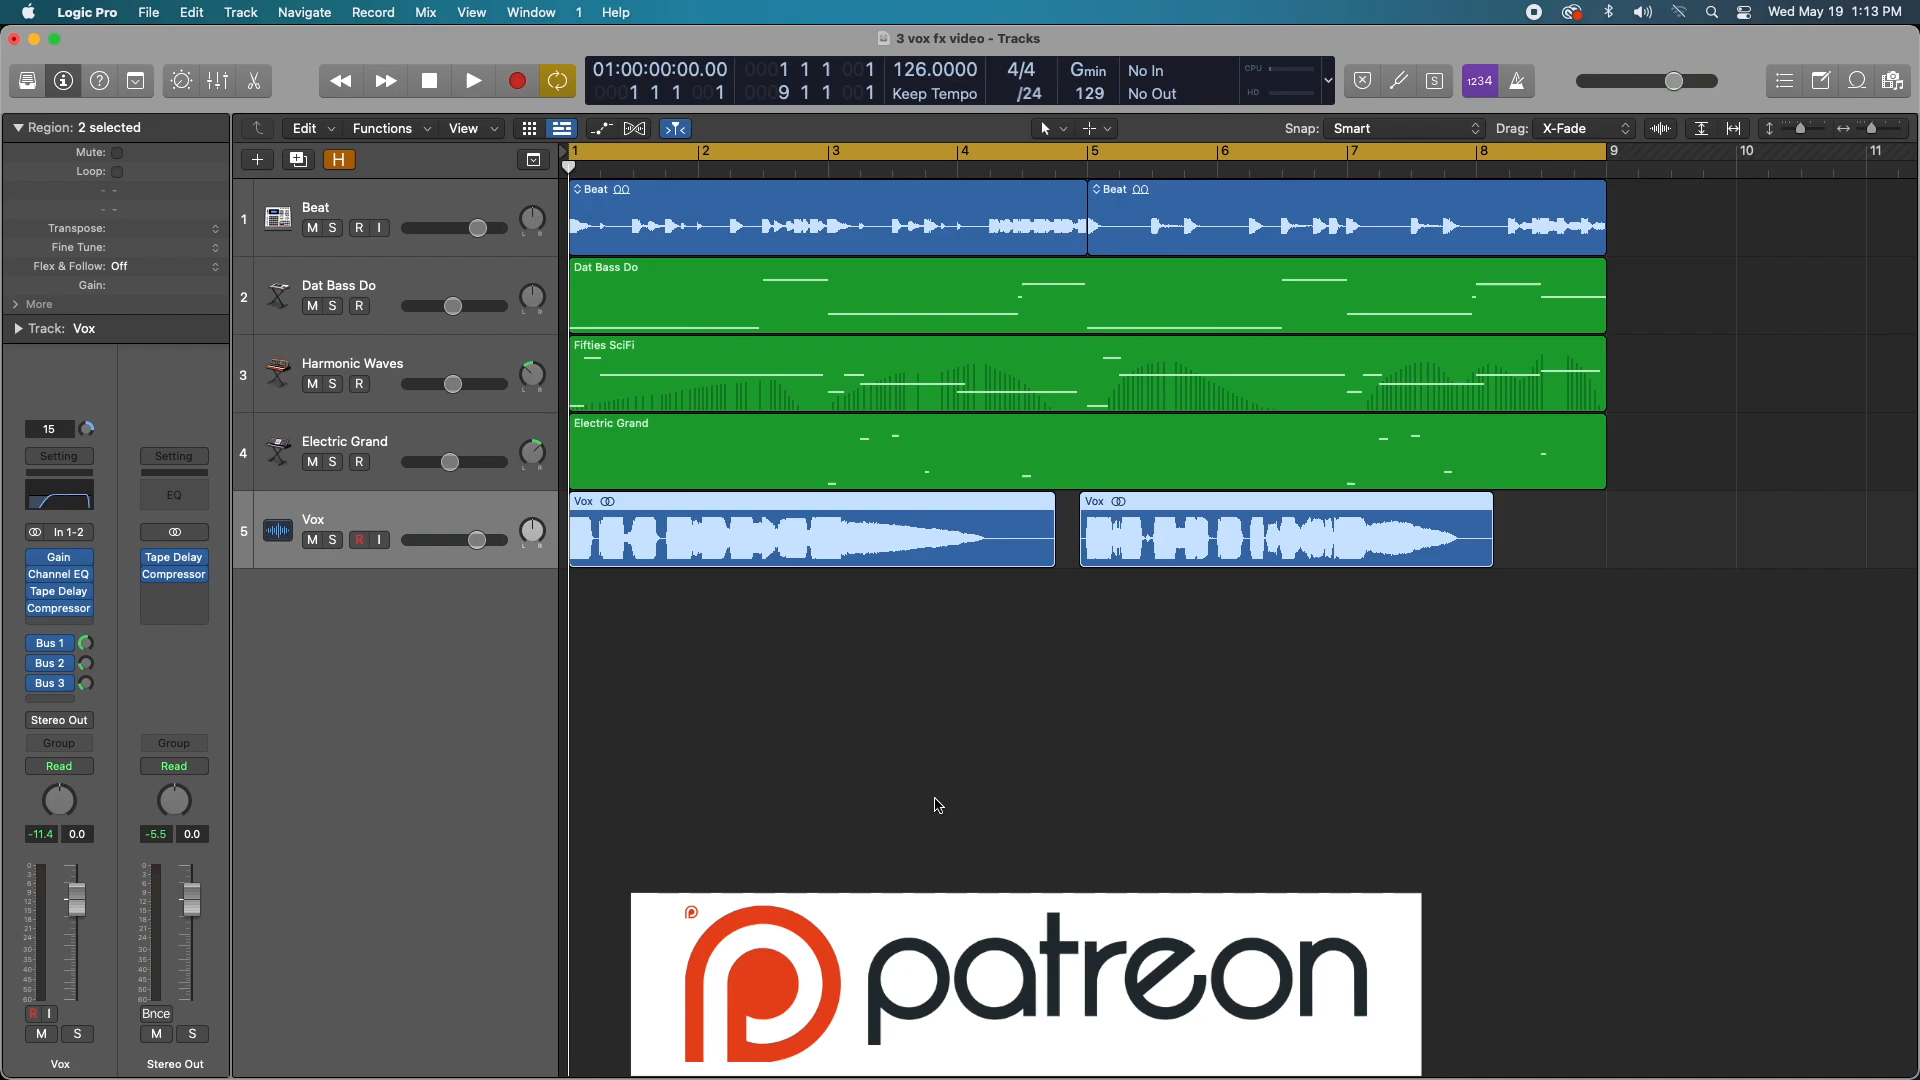 Logic Pro File Edit Track Navigate Record Mix View Window 1 Help
Wed May 19 1:13 PM
3 vox fx video - Tracks
01:00:00:00.00 0001 1 1 001 126.0000 4/4 Gmin No In CPU
0001 1 1 001 0009 1 1 001 Keep Tempo /24 129 No Out HD
1234
Region: 2 selected
Edit Functions View
Snap: Smart Drag: X-Fade
Mute:
Loop:
Transpose:
Fine Tune:
Flex & Follow: Off
Gain:
More
Track: Vox
H
1 2 3 4 5 6 7 8 9 10 11
1 Beat
M S R I
L R
Beat
Beat
2 Dat Bass Do
M S R
L R
Dat Bass Do
3 Harmonic Waves
M S R
L R
Fifties SciFi
4 Electric Grand
M S R
L R
Electric Grand
5 Vox
M S R I
L R
Vox
Vox
15
Setting Setting
EQ
In 1-2
Gain Tape Delay
Channel EQ Compressor
Tape Delay
Compressor
Bus 1
Bus 2
Bus 3
Stereo Out
Group Group
Read Read
-11.4 0.0 -5.5 0.0
R I Bnce
M S M S
Vox Stereo Out
patreon